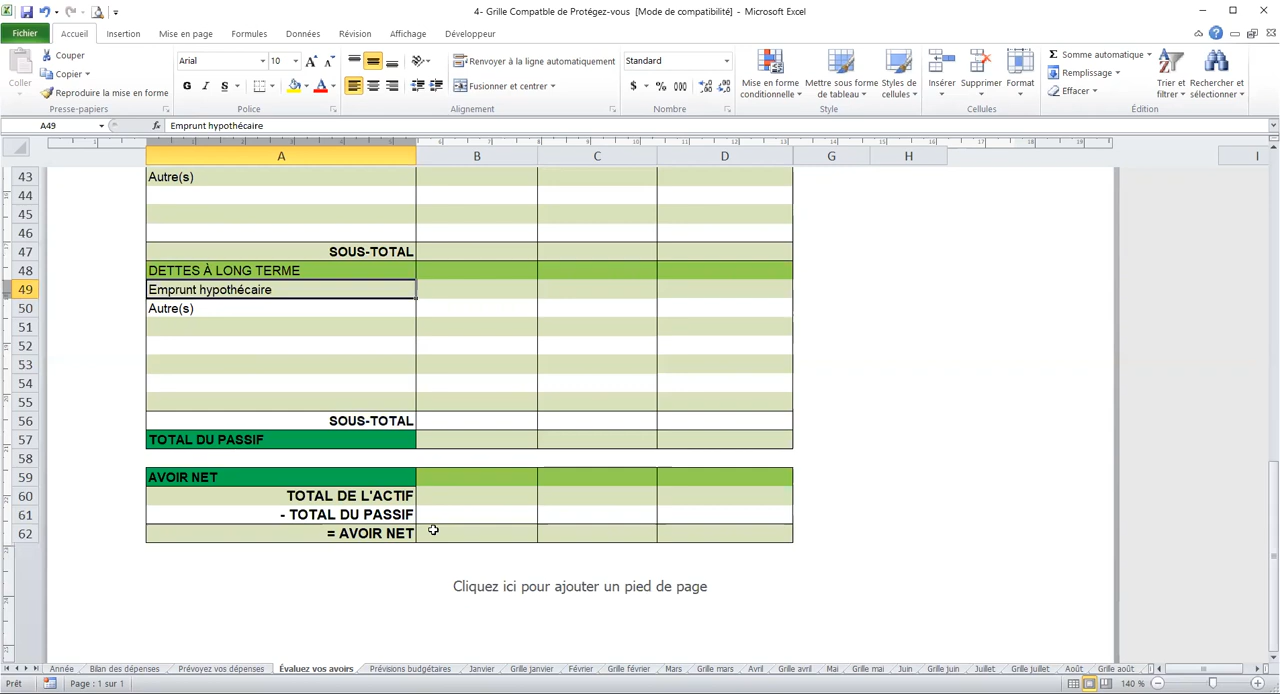 4- Grille Compatble de Protégez-vous [Mode de compatibilité] - Microsoft Excel
Fichier Accueil Insertion Mise en page Formules Données Révision Affichage Développeur
Coller
Couper
Copier
Reproduire la mise en forme
Presse-papiers
Arial 10
G I S
Police
Renvoyer à la ligne automatiquement
Fusionner et centrer
Alignement
Standard
$ % 000
Nombre
Mise en forme conditionnelle
Mettre sous forme de tableau
Styles de cellules
Style
Insérer Supprimer Format
Cellules
Somme automatique
Remplissage
Effacer
Trier et filtrer
Rechercher et sélectionner
Édition
A49 fx Emprunt hypothécaire
A B C D G H I
43 Autre(s)
44
45
46
47 SOUS-TOTAL
48 DETTES À LONG TERME
49 Emprunt hypothécaire
50 Autre(s)
51
52
53
54
55
56 SOUS-TOTAL
57 TOTAL DU PASSIF
58
59 AVOIR NET
60 TOTAL DE L'ACTIF
61 - TOTAL DU PASSIF
62 = AVOIR NET
Cliquez ici pour ajouter un pied de page
Année Bilan des dépenses Prévoyez vos dépenses Évaluez vos avoirs Prévisions budgétaires Janvier Grille janvier Février Grille février Mars Grille mars Avril Grille avril Mai Grille mai Juin Grille juin Juillet Grille juillet Août Grille août
Prêt Page : 1 sur 1 140 %